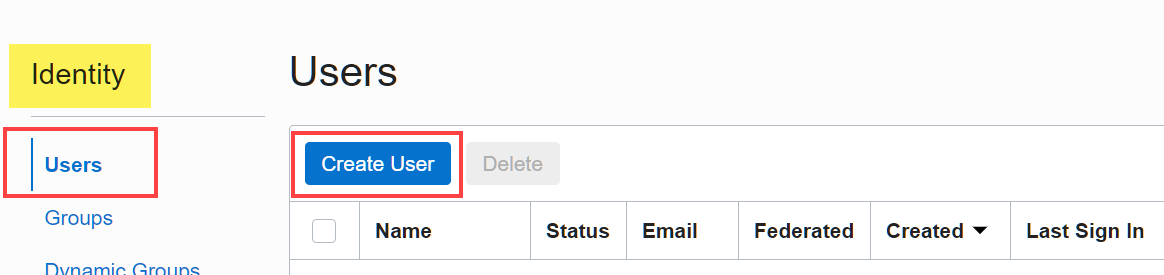 Identity
Users
Groups
Dynamic Groups
Users
Create User Delete
Name Status Email Federated Created Last Sign In